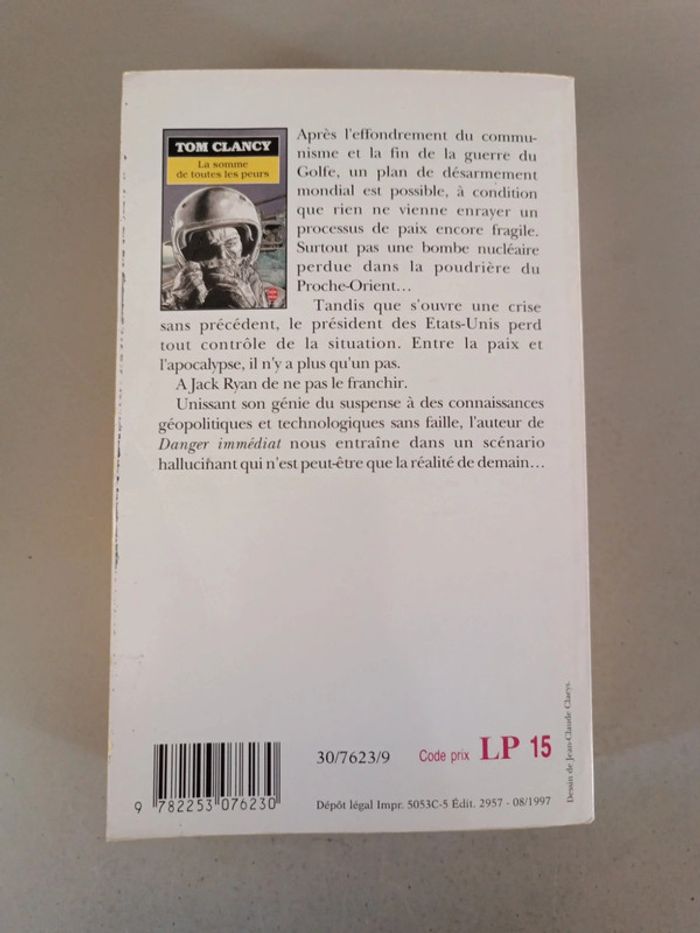 TOM CLANCY
La somme
de toutes les peurs
Après l'effondrement du commu-
nisme et la fin de la guerre du
Golfe, un plan de désarmement
mondial est possible, à condition
que rien ne vienne enrayer un
processus de paix encore fragile.
Surtout pas une bombe nucléaire
perdue dans la poudrière du
Proche-Orient...
Tandis que s'ouvre une crise
sans précédent, le président des Etats-Unis perd
tout contrôle de la situation. Entre la paix et
l'apocalypse, il n'y a plus qu'un pas.
A Jack Ryan de ne pas le franchir.
Unissant son génie du suspense à des connaissances
géopolitiques et technologiques sans faille, l'auteur de
Danger immédiat nous entraîne dans un scénario
hallucinant qui n'est peut-être que la réalité de demain...
30/7623/9
Code prix LP 15
9 782253 076230
Dépôt légal Impr. 5053C-5 Édit. 2957 - 08/1997
Dessin de Jean-Claude Claeys.